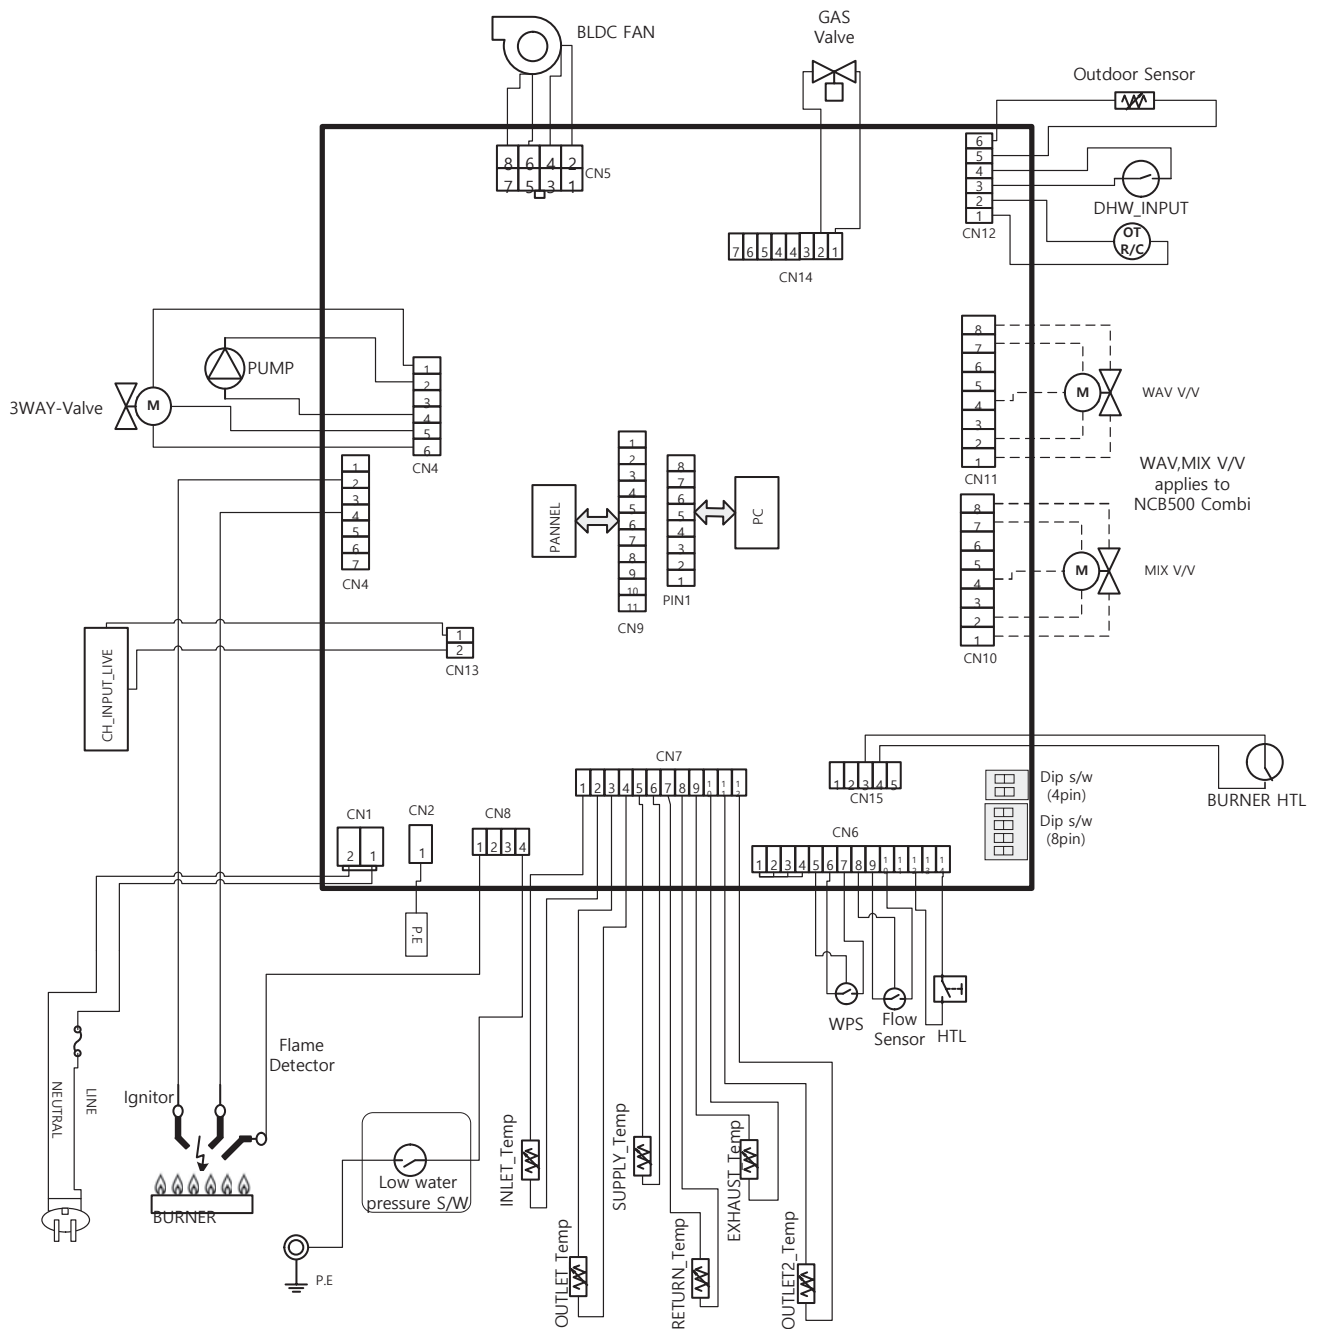 BLDC FAN
GAS
Valve
Outdoor Sensor
8 6 4 2
7 5 3 1
CN5
6
5
4
3
2
1
CN12
DHW_INPUT
OT
R/C
7 6 5 4 4 3 2 1
CN14
3WAY-Valve
M
PUMP
1
2
3
4
5
6
CN4
1
2
3
4
5
6
7
CN4
PANNEL
1
2
3
4
5
6
7
8
9
10
11
CN9
8
7
6
5
4
3
2
1
PIN1
PC
8
7
6
5
4
3
2
1
CN11
M
WAV V/V
WAV,MIX V/V
applies to
NCB500 Combi
8
7
6
5
4
3
2
1
CN10
M
MIX V/V
CH_INPUT_LIVE
1
2
CN13
CN7
1 2 3 4 5 6 7 8 9 10 11 12
1 2 3 4 5
CN15
Dip s/w
(4pin)
Dip s/w
(8pin)
BURNER HTL
CN1
2 1
CN2
1
CN8
1 2 3 4
CN6
1 2 3 4 5 6 7 8 9 10 11 12 13 14
P.E
WPS
Flow
Sensor
HTL
NEUTRAL
LINE
Ignitor
Flame
Detector
BURNER
Low water
pressure S/W
P.E
INLET_Temp
OUTLET_Temp
SUPPLY_Temp
RETURN_Temp
EXHAUST_Temp
OUTLET2_Temp